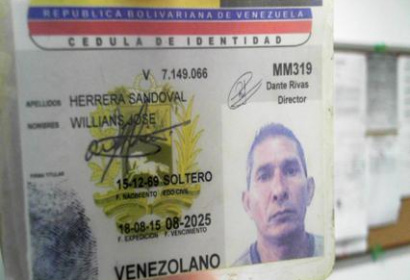 REPUBLICA BOLIVARIANA DE VENEZUELA
CEDULA DE IDENTIDAD
V 7.149.066
MM319
Dante Rivas
Director
APELLIDOS HERRERA SANDOVAL
NOMBRES WILLIANS JOSE
FIRMA TITULAR
15-12-69 SOLTERO
F. NACIMIENTO EDO CIVIL
18-08-15 08-2025
F. EXPEDICION F. VENCIMIENTO
VENEZOLANO